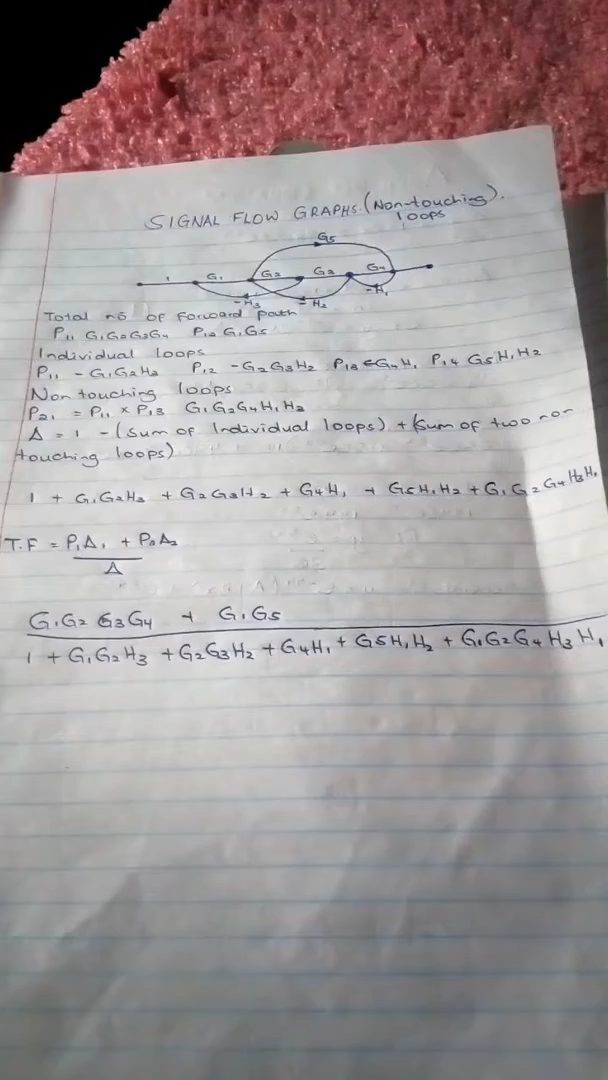 SIGNAL FLOW GRAPHS. (Non-touching).
loops
G5
1 G1 G2 G3 G4
-H3 -H2 -H1
Total no of forward path
P11 G1G2G3G4 P12 G1G5
Individual loops
P11 - G1G2H3 P12 -G2G3H2 P13 G4H1 P14 G5H1H2
Non touching loops
P21 = P11 x P13 G1G2G4H1H3
Δ = 1 - (Sum of Individual loops) + (Sum of two non
touching loops)
1 + G1G2H3 + G2G3H2 + G4H1 + G5H1H2 + G1G2G4H3H1
T.F = P1Δ1 + P2Δ2
Δ
G1G2 G3G4 + G1G5
1 + G1G2H3 + G2G3H2 + G4H1 + G5H1H2 + G1G2G4H3H1